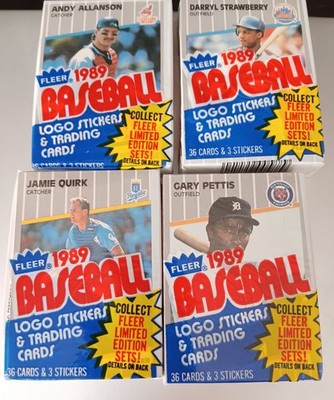 ANDY ALLANSON
CATCHER
FLEER 1989
BASEBALL
LOGO STICKERS
& TRADING
CARDS
COLLECT
FLEER
LIMITED
EDITION
SETS!
DETAILS ON BACK
36 CARDS & 3 STICKERS
DARRYL STRAWBERRY
OUTFIELD
FLEER 1989
BASEBALL
LOGO STICKERS
& TRADING
CARDS
COLLECT
FLEER
LIMITED
EDITION
SETS!
DETAILS ON BACK
36 CARDS & 3 STICKERS
JAMIE QUIRK
CATCHER
FLEER® 1989
BASEBALL
LOGO STICKERS
& TRADING
CARDS
COLLECT
FLEER
LIMITED
EDITION
SETS!
DETAILS ON BACK
36 CARDS & 3 STICKERS
GARY PETTIS
OUTFIELD
FLEER® 1989
BASEBALL
LOGO STICKERS
& TRADING
CARDS
COLLECT
FLEER
LIMITED
EDITION
SETS!
DETAILS ON BACK
36 CARDS & 3 STICKERS